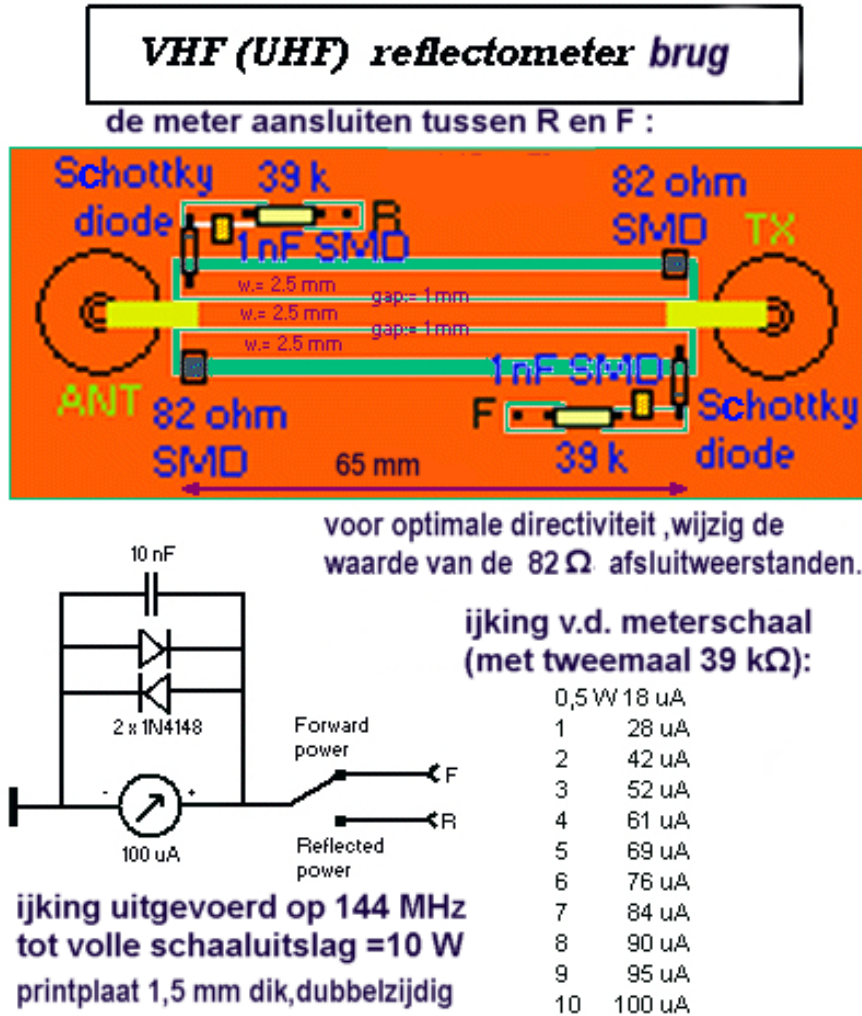 VHF (UHF) reflectometer brug
de meter aansluiten tussen R en F :
Schottky
diode
39 k
R
1nF SMD
82 ohm
SMD
TX
w.= 2.5 mm
gap:= 1mm
w.= 2.5 mm
gap:= 1mm
w.= 2.5 mm
ANT
82 ohm
SMD
1nF SMD
F
39 k
Schottky
diode
65 mm
voor optimale directiviteit ,wijzig de
waarde van de 82 Ω afsluitweerstanden.
10 nF
2 x 1N4148
- +
100 uA
Forward
power
F
R
Reflected
power
ijking v.d. meterschaal
(met tweemaal 39 kΩ):
0,5 W 18 uA
1 28 uA
2 42 uA
3 52 uA
4 61 uA
5 69 uA
6 76 uA
7 84 uA
8 90 uA
9 95 uA
10 100 uA
ijking uitgevoerd op 144 MHz
tot volle schaaluitslag =10 W
printplaat 1,5 mm dik,dubbelzijdig